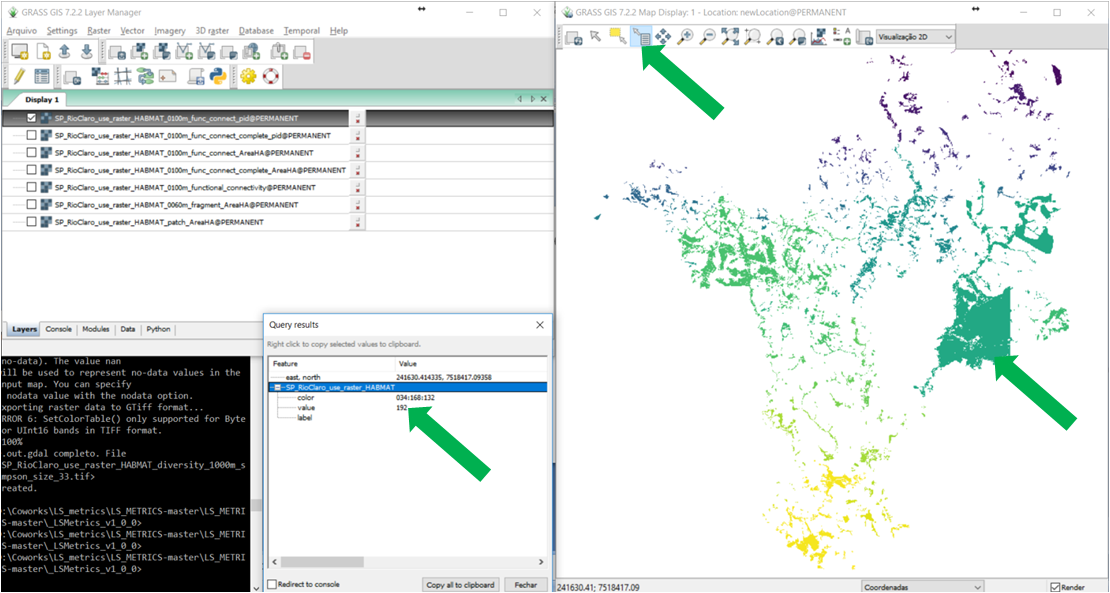 GRASS GIS 7.2.2 Layer Manager
Arquivo Settings Raster Vector Imagery 3D raster Database Temporal Help
Display 1
SP_RioClaro_use_raster_HABMAT_0100m_func_connect_pid@PERMANENT
SP_RioClaro_use_raster_HABMAT_0100m_func_connect_complete_pid@PERMANENT
SP_RioClaro_use_raster_HABMAT_0100m_func_connect_AreaHA@PERMANENT
SP_RioClaro_use_raster_HABMAT_0100m_func_connect_complete_AreaHA@PERMANENT
SP_RioClaro_use_raster_HABMAT_0100m_functional_connectivity@PERMANENT
SP_RioClaro_use_raster_HABMAT_0060m_fragment_AreaHA@PERMANENT
SP_RioClaro_use_raster_HABMAT_patch_AreaHA@PERMANENT
Layers Console Modules Data Python
no-data). The value nan
ill be used to represent no-data values in the
nput map. You can specify
nodata value with the nodata option.
xporting raster data to GTiff format...
RROR 6: SetColorTable() only supported for Byte
or UInt16 bands in TIFF format.
100%
.out.gdal completo. File
SP_RioClaro_use_raster_HABMAT_diversity_1000m_s
mpson_size_33.tif>
reated.
:\Coworks\LS_metrics\LS_METRICS-master\LS_METRI
S-master\_LSMetrics_v1_0_0>
:\Coworks\LS_metrics\LS_METRICS-master\LS_METRI
S-master\_LSMetrics_v1_0_0>
:\Coworks\LS_metrics\LS_METRICS-master\LS_METRI
S-master\_LSMetrics_v1_0_0>
Query results
Right click to copy selected values to clipboard.
Feature Value
east, north 241630.414335, 7518417.09358
SP_RioClaro_use_raster_HABMAT
color 034:168:132
value 192
label
Redirect to console Copy all to clipboard Fechar
GRASS GIS 7.2.2 Map Display: 1 - Location: newLocation@PERMANENT
Visualização 2D
241630.41; 7518417.09 Coordenadas Render